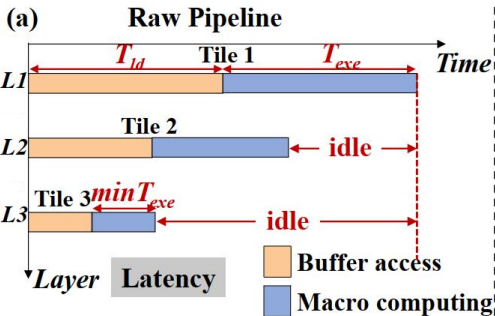 (a) Raw Pipeline
T_ld Tile 1 T_exe Time
L1
Tile 2
L2 idle
Tile 3 minT_exe
L3 idle
Buffer access
Layer Latency
Macro computing